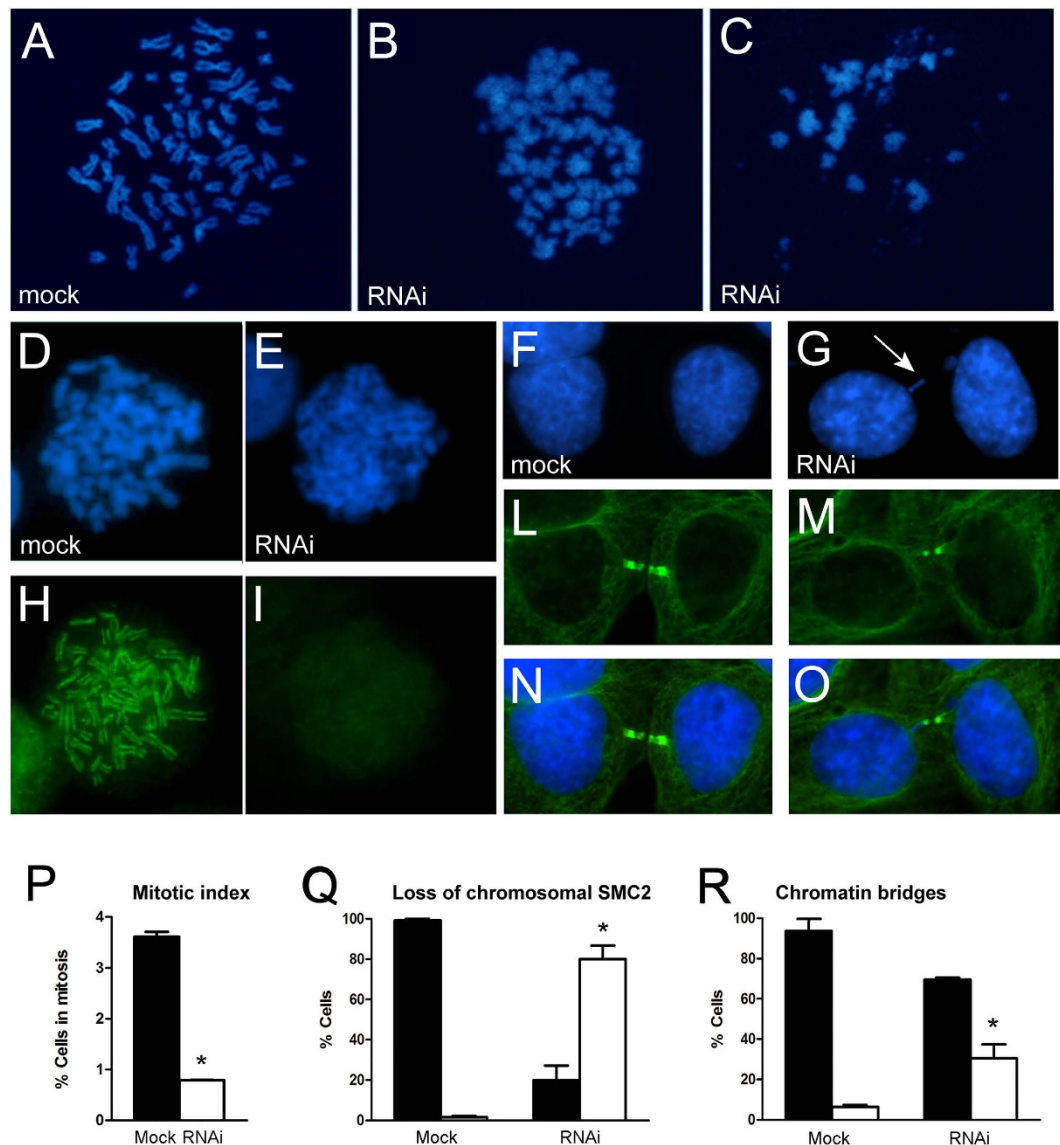 A
B
C
mock
RNAi
RNAi
D
E
F
G
mock
RNAi
mock
RNAi
L
M
H
I
N
O
P
Mitotic index
Q
Loss of chromosomal SMC2
R
Chromatin bridges
% Cells in mitosis
4
3
2
1
0
*
Mock RNAi
% Cells
100
80
60
40
20
0
*
Mock
RNAi
% Cells
100
80
60
40
20
0
*
Mock
RNAi